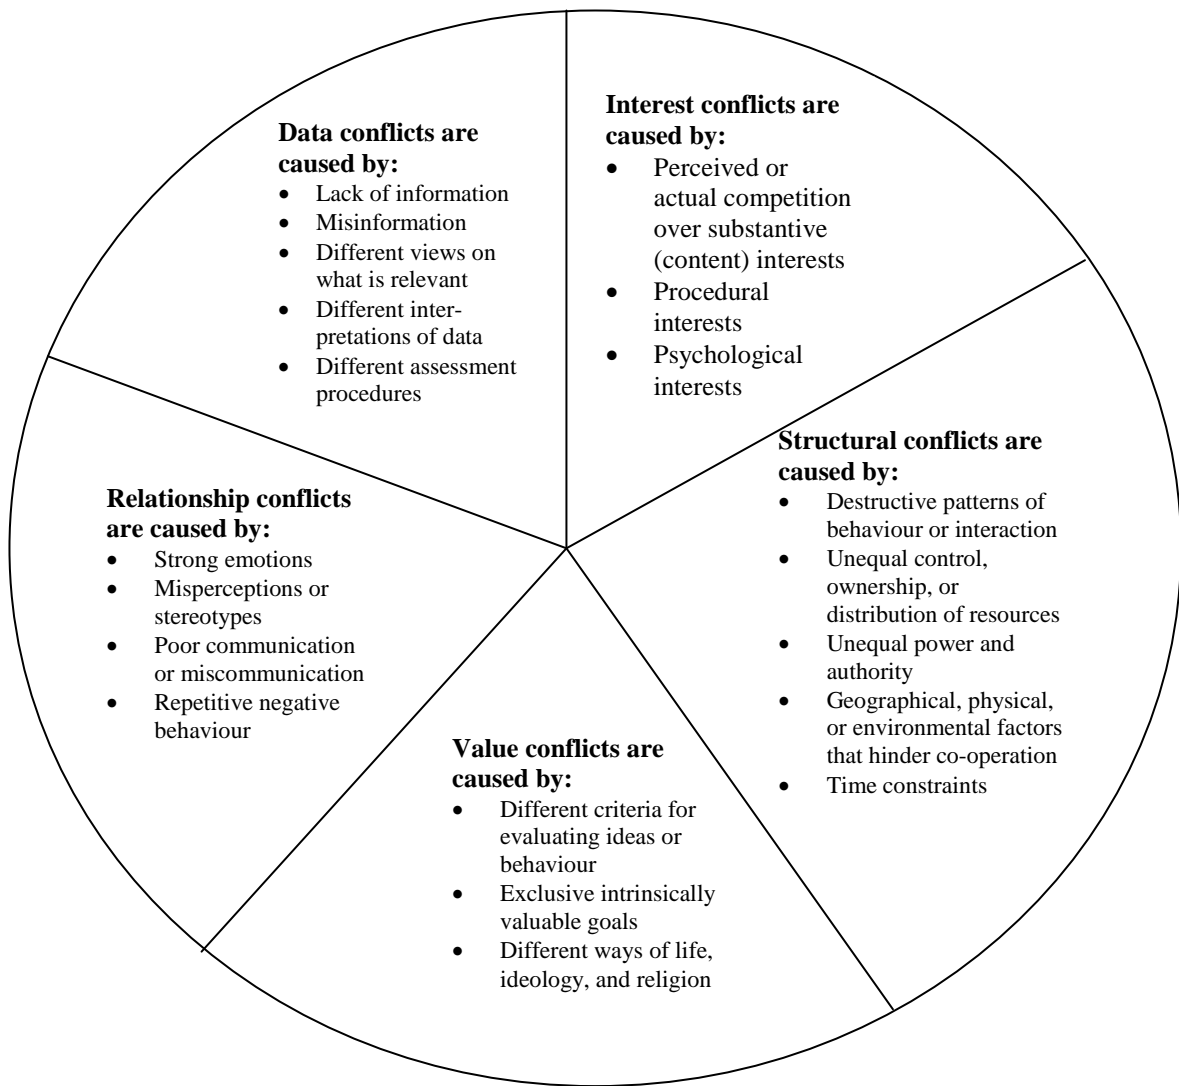 Data conflicts are
caused by:
• Lack of information
• Misinformation
• Different views on
what is relevant
• Different inter-
pretations of data
• Different assessment
procedures
Interest conflicts are
caused by:
• Perceived or
actual competition
over substantive
(content) interests
• Procedural
interests
• Psychological
interests
Structural conflicts are
caused by:
• Destructive patterns of
behaviour or interaction
• Unequal control,
ownership, or
distribution of resources
• Unequal power and
authority
• Geographical, physical,
or environmental factors
that hinder co-operation
• Time constraints
Value conflicts are
caused by:
• Different criteria for
evaluating ideas or
behaviour
• Exclusive intrinsically
valuable goals
• Different ways of life,
ideology, and religion
Relationship conflicts
are caused by:
• Strong emotions
• Misperceptions or
stereotypes
• Poor communication
or miscommunication
• Repetitive negative
behaviour